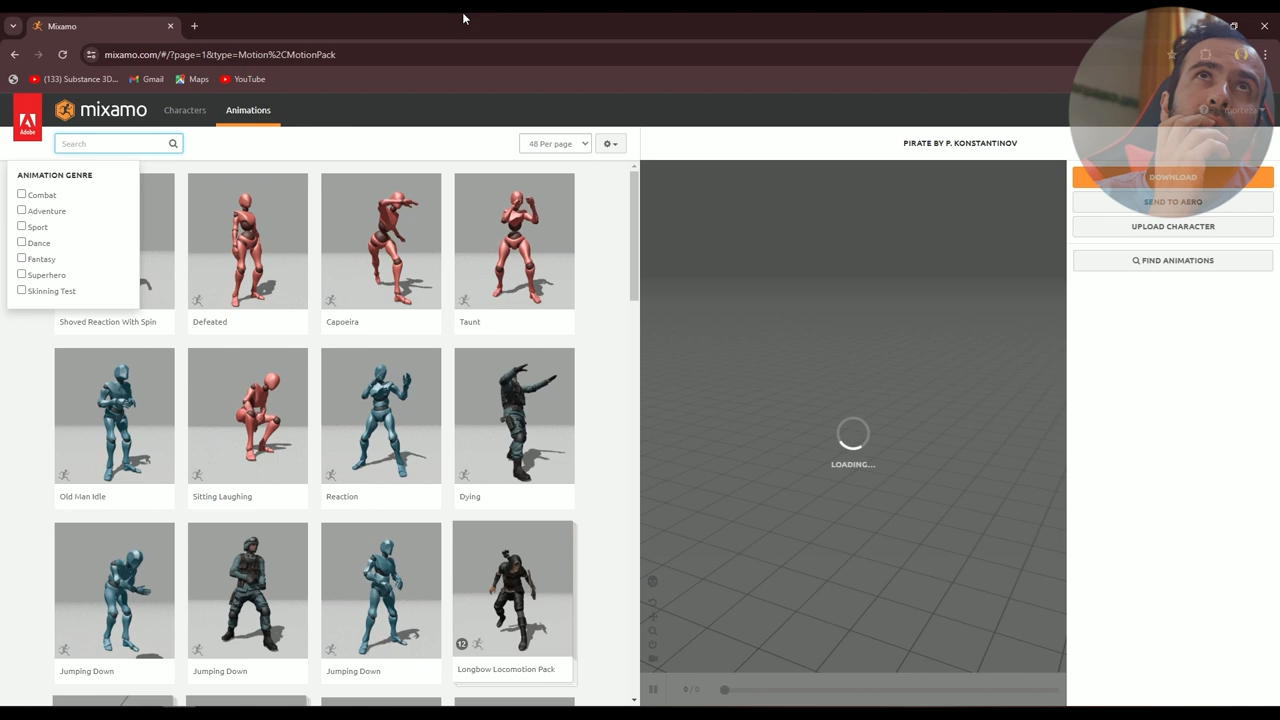 Mixamo
mixamo.com/#/?page=1&type=Motion%2CMotionPack
(133) Substance 3D...
Gmail
Maps
YouTube
Adobe
mixamo
Characters
Animations
Search
48 Per page
PIRATE BY P. KONSTANTINOV
ANIMATION GENRE
Combat
Adventure
Sport
Dance
Fantasy
Superhero
Skinning Test
DOWNLOAD
SEND TO AERO
UPLOAD CHARACTER
FIND ANIMATIONS
Shoved Reaction With Spin
Defeated
Capoeira
Taunt
Old Man Idle
Sitting Laughing
Reaction
Dying
LOADING...
Jumping Down
Jumping Down
Jumping Down
12
Longbow Locomotion Pack
0 / 0